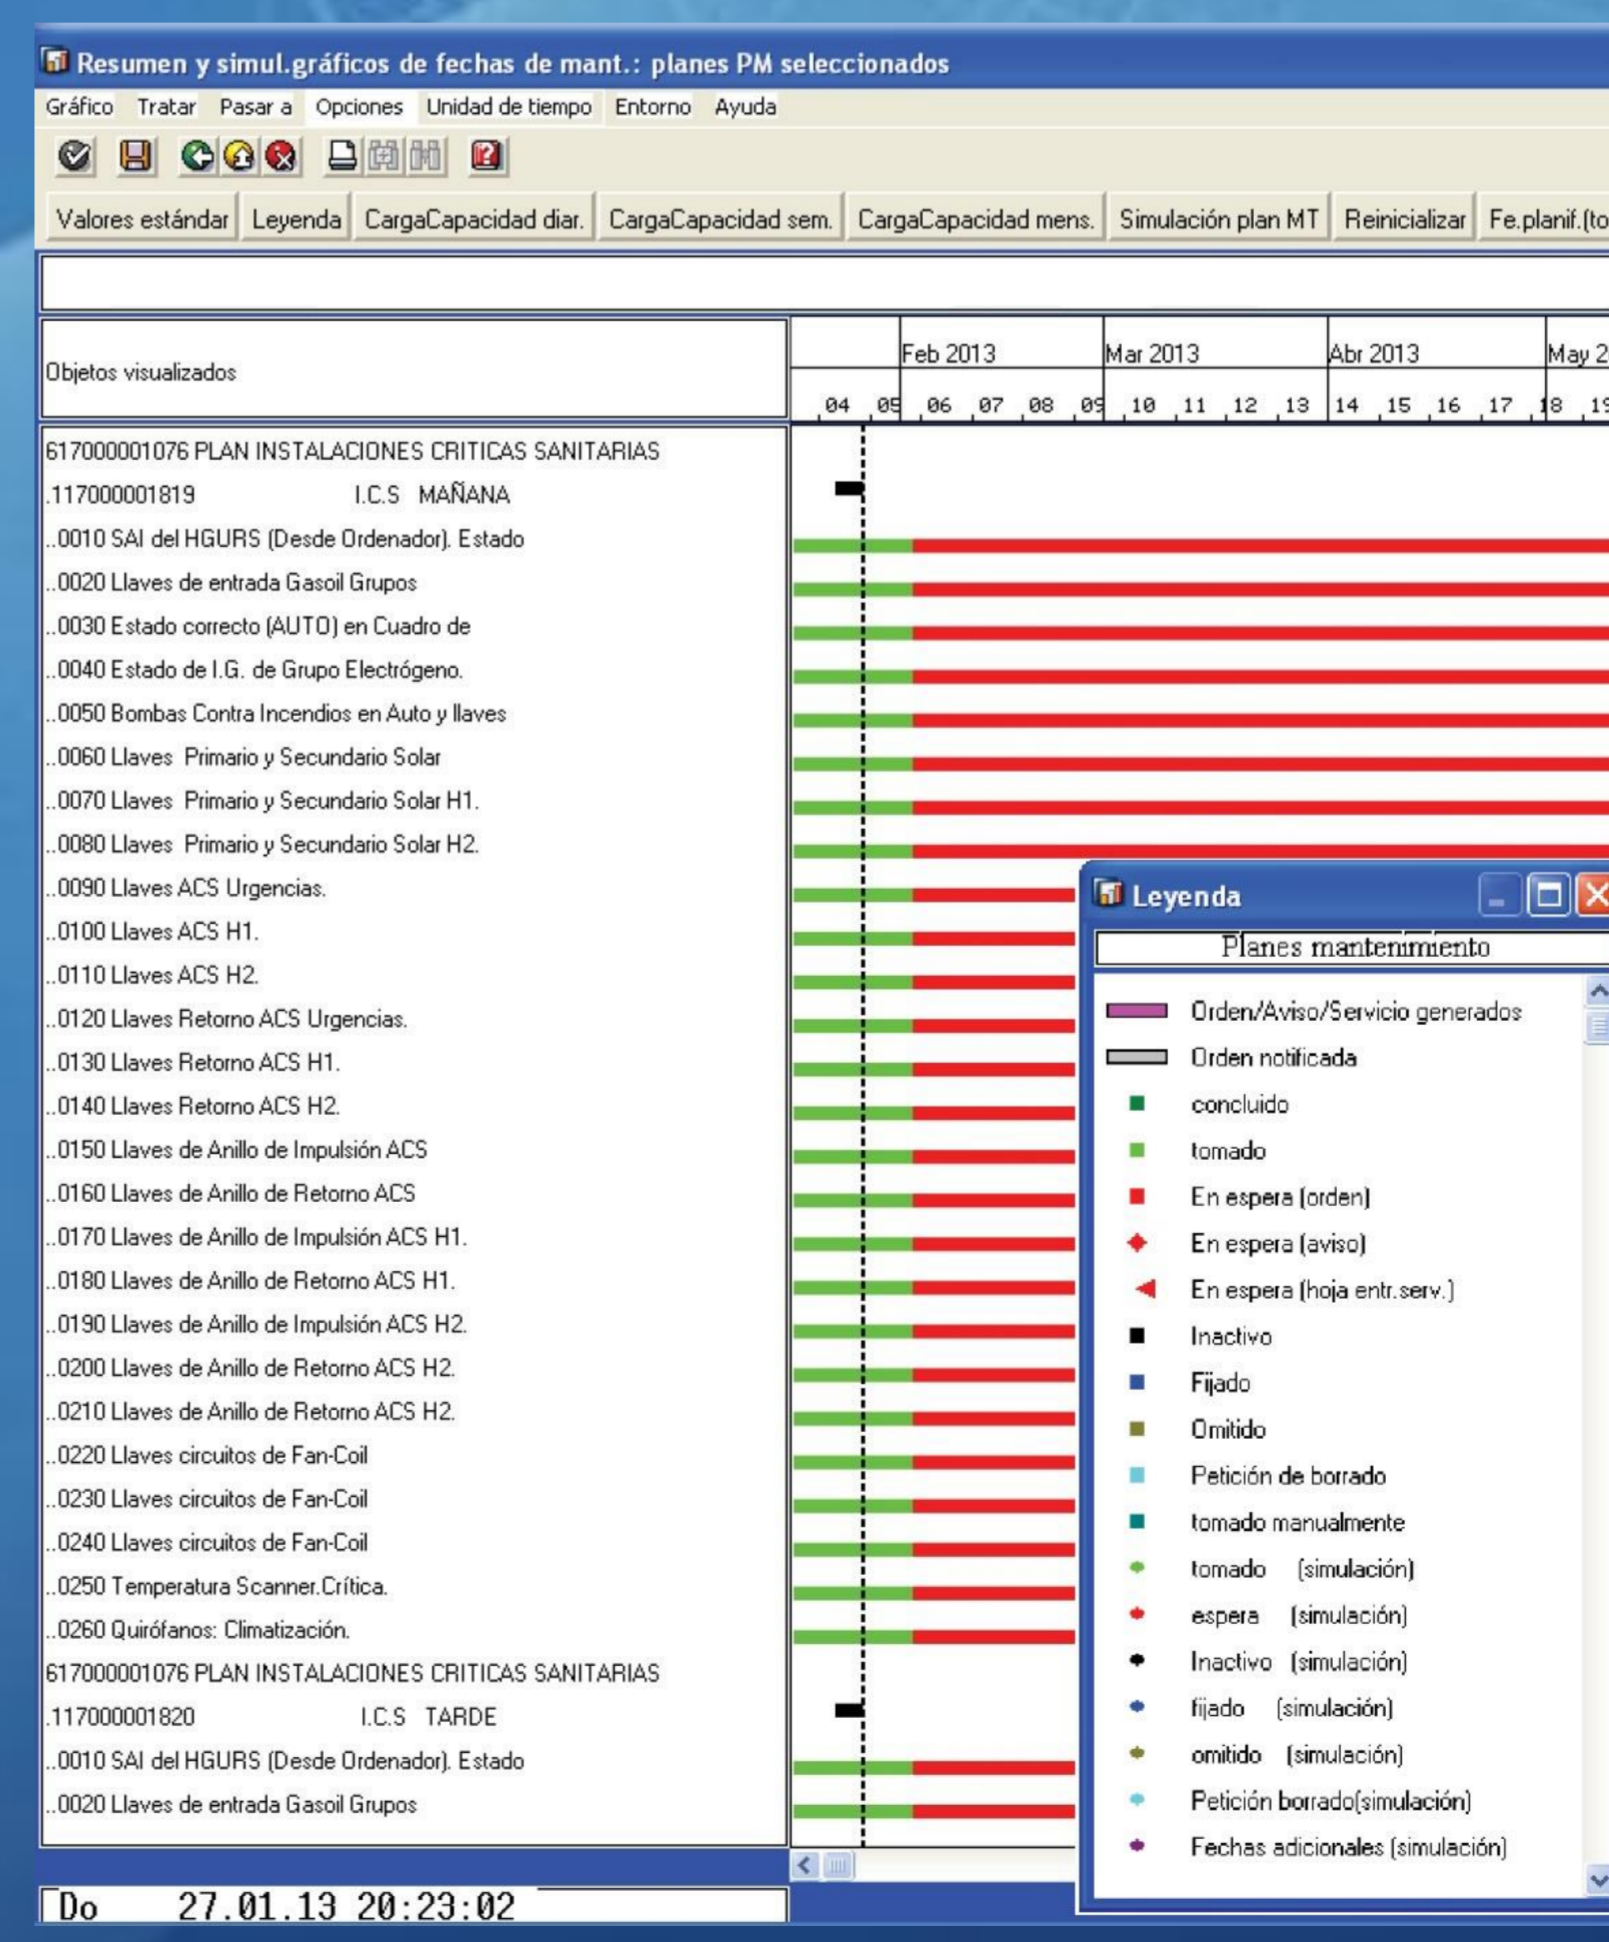 Resumen y simul.gráficos de fechas de mant.: planes PM seleccionados
Gráfico Tratar Pasar a Opciones Unidad de tiempo Entorno Ayuda
Valores estándar Leyenda CargaCapacidad diar. CargaCapacidad sem. CargaCapacidad mens. Simulación plan MT Reinicializar Fe.planif.(to
Objetos visualizados
Feb 2013 Mar 2013 Abr 2013 May 2
04 05 06 07 08 09 10 11 12 13 14 15 16 17 18 19
617000001076 PLAN INSTALACIONES CRITICAS SANITARIAS
.117000001819 I.C.S MAÑANA
..0010 SAI del HGURS (Desde Ordenador). Estado
..0020 Llaves de entrada Gasoil Grupos
..0030 Estado correcto (AUTO) en Cuadro de
..0040 Estado de I.G. de Grupo Electrógeno.
..0050 Bombas Contra Incendios en Auto y llaves
..0060 Llaves Primario y Secundario Solar
..0070 Llaves Primario y Secundario Solar H1.
..0080 Llaves Primario y Secundario Solar H2.
..0090 Llaves ACS Urgencias.
..0100 Llaves ACS H1.
..0110 Llaves ACS H2.
..0120 Llaves Retorno ACS Urgencias.
..0130 Llaves Retorno ACS H1.
..0140 Llaves Retorno ACS H2.
..0150 Llaves de Anillo de Impulsión ACS
..0160 Llaves de Anillo de Retorno ACS
..0170 Llaves de Anillo de Impulsión ACS H1.
..0180 Llaves de Anillo de Retorno ACS H1.
..0190 Llaves de Anillo de Impulsión ACS H2.
..0200 Llaves de Anillo de Retorno ACS H2.
..0210 Llaves de Anillo de Retorno ACS H2.
..0220 Llaves circuitos de Fan-Coil
..0230 Llaves circuitos de Fan-Coil
..0240 Llaves circuitos de Fan-Coil
..0250 Temperatura Scanner.Crítica.
..0260 Quirófanos: Climatización.
617000001076 PLAN INSTALACIONES CRITICAS SANITARIAS
.117000001820 I.C.S TARDE
..0010 SAI del HGURS (Desde Ordenador). Estado
..0020 Llaves de entrada Gasoil Grupos
Leyenda
Planes mantenimiento
Orden/Aviso/Servicio generados
Orden notificada
concluido
tomado
En espera (orden)
En espera (aviso)
En espera (hoja entr.serv.)
Inactivo
Fijado
Omitido
Petición de borrado
tomado manualmente
tomado (simulación)
espera (simulación)
Inactivo (simulación)
fijado (simulación)
omitido (simulación)
Petición borrado(simulación)
Fechas adicionales (simulación)
Do 27.01.13 20:23:02